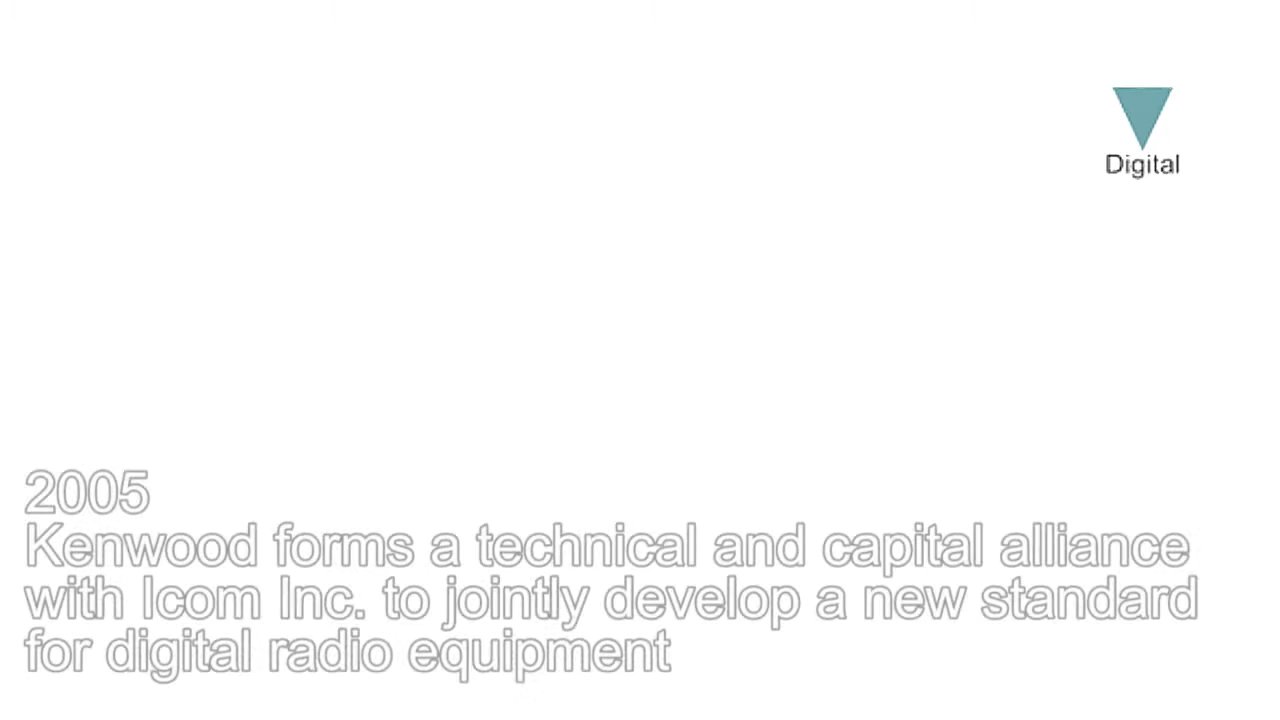 Digital
2005
Kenwood forms a technical and capital alliance
with Icom Inc. to jointly develop a new standard
for digital radio equipment